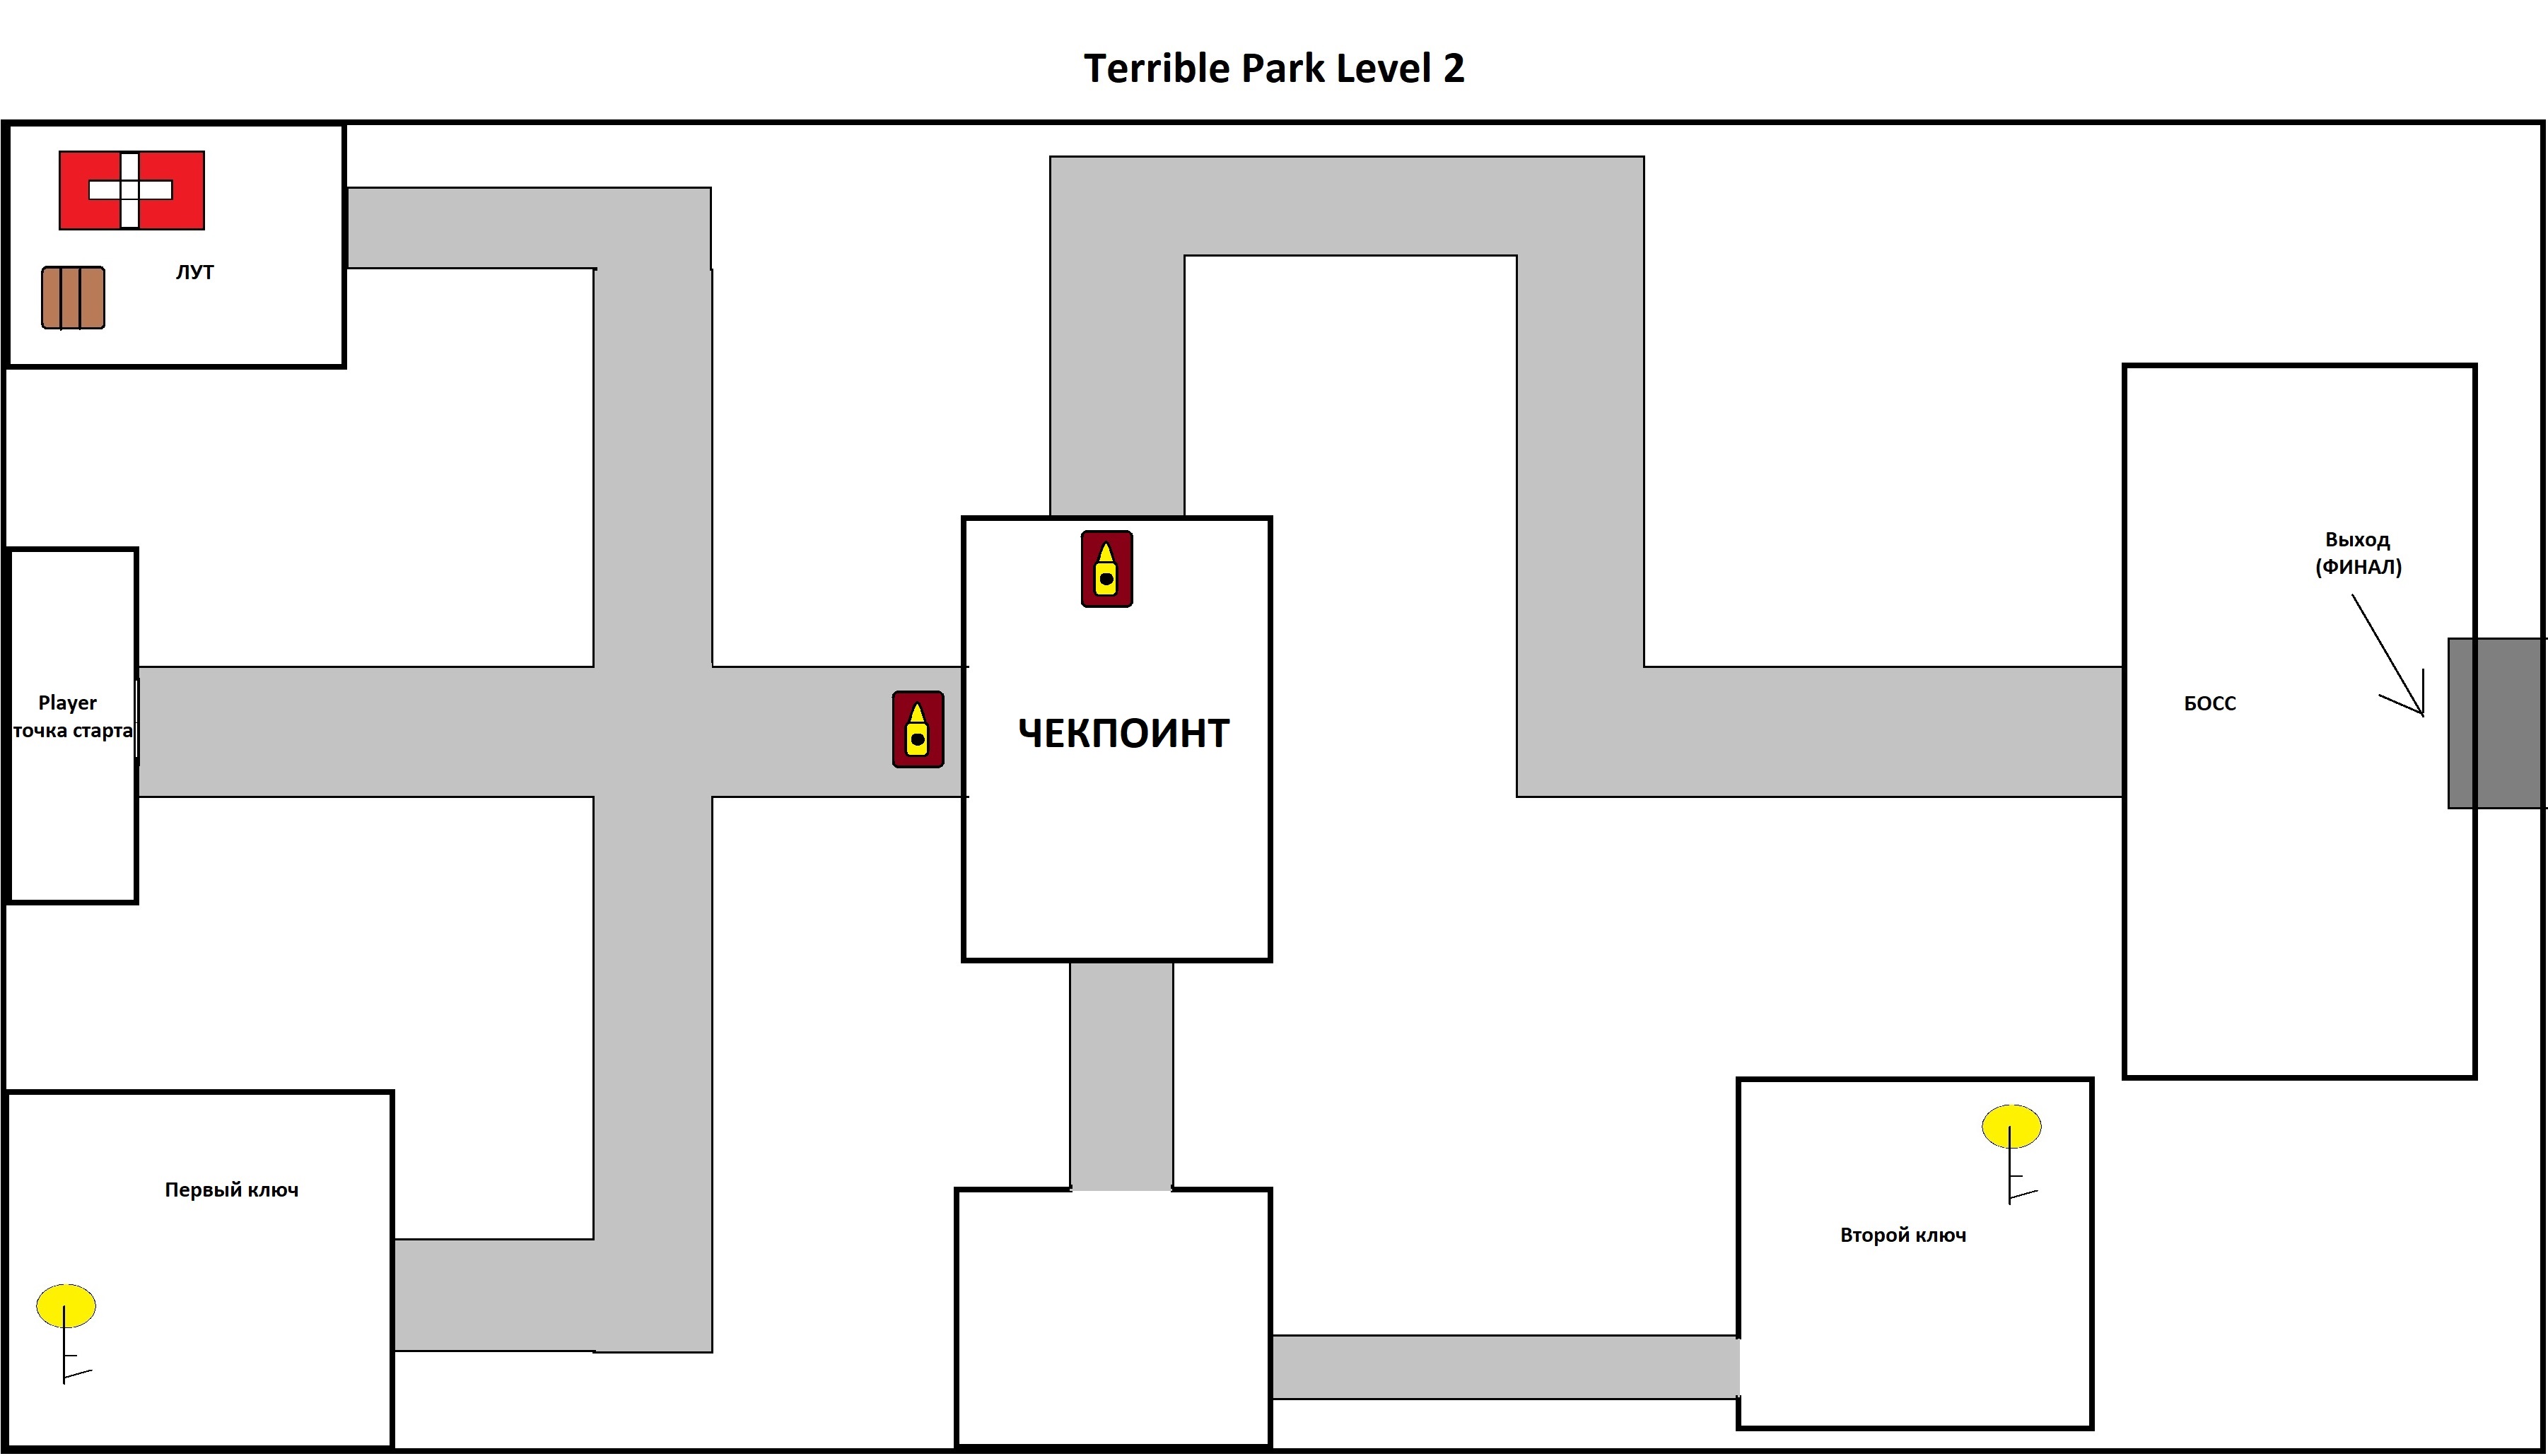 Terrible Park Level 2
ЛУТ
Выход
(ФИНАЛ)
Player
точка старта
ЧЕКПОИНТ
БОСС
Первый ключ
Второй ключ